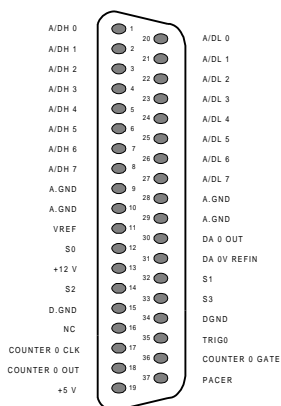 A/DH 0 1
20 A/DL 0
A/DH 1 2
21 A/DL 1
A/DH 2 3
22 A/DL 2
A/DH 3 4
23 A/DL 3
A/DH 4 5
24 A/DL 4
A/DH 5 6
25 A/DL 5
A/DH 6 7
26 A/DL 6
A/DH 7 8
27 A/DL 7
A.GND 9
28 A.GND
A.GND 10
29 A.GND
VREF 11
30 DA 0 OUT
S0 12
31 DA 0V REFIN
+12 V 13
32 S1
S2 14
33 S3
D.GND 15
34 DGND
NC 16
35 TRIG0
COUNTER 0 CLK 17
36 COUNTER 0 GATE
COUNTER 0 OUT 18
37 PACER
+5 V 19